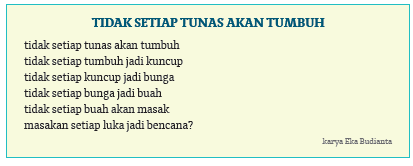 TIDAK SETIAP TUNAS AKAN TUMBUH
tidak setiap tunas akan tumbuh
tidak setiap tumbuh jadi kuncup
tidak setiap kuncup jadi bunga
tidak setiap bunga jadi buah
tidak setiap buah akan masak
masakan setiap luka jadi bencana?
karya Eka Budianta